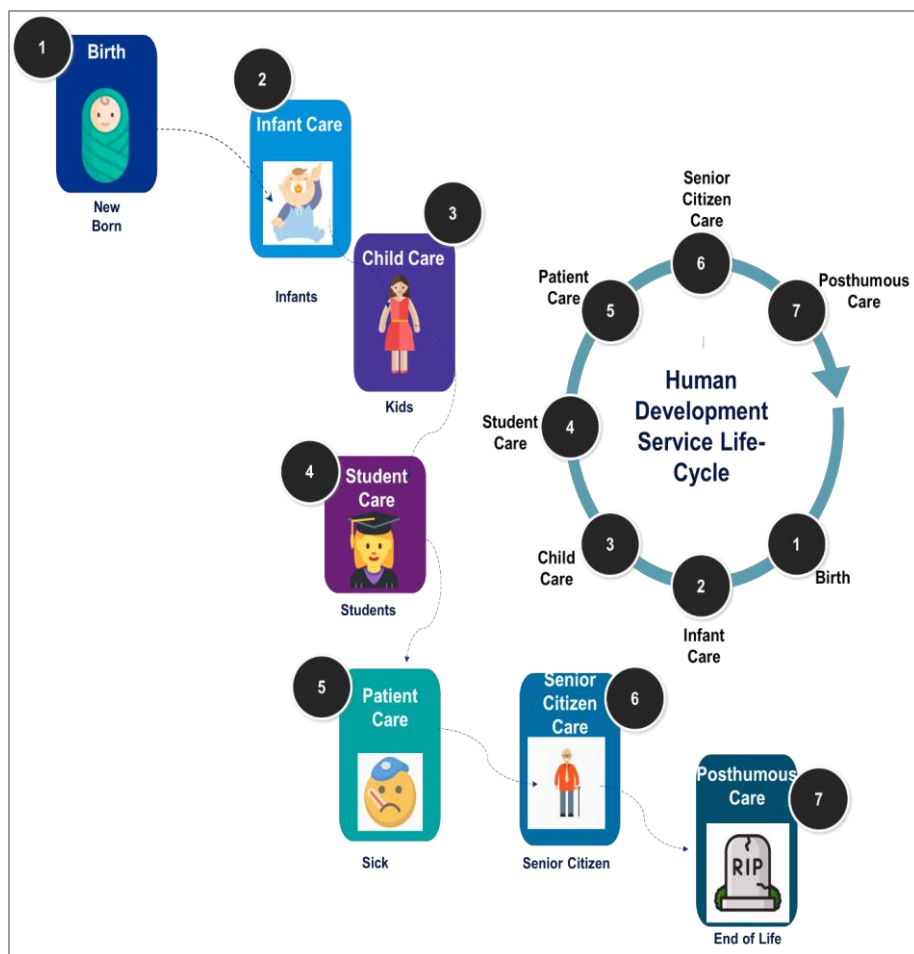 1
Birth
New
Born
2
Infant Care
Infants
3
Child Care
Kids
4
Student
Care
Students
5
Patient
Care
Sick
6
Senior
Citizen
Care
Senior Citizen
7
Posthumous
Care
RIP
End of Life
Human
Development
Service Life-
Cycle
1
Birth
2
Infant
Care
3
Child
Care
4
Student
Care
5
Patient
Care
6
Senior
Citizen
Care
7
Posthumous
Care